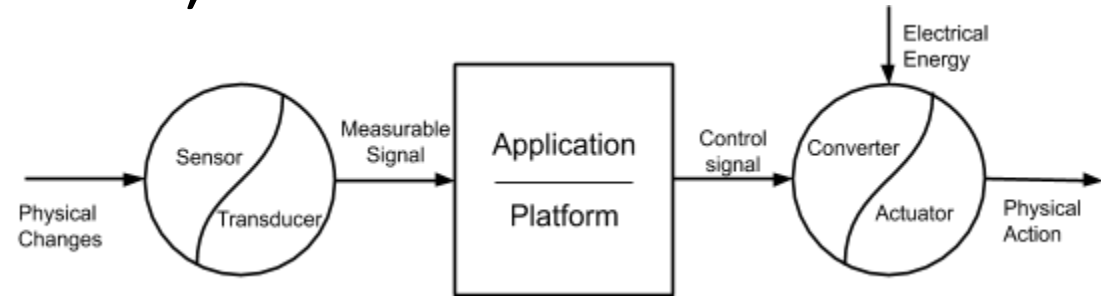 Electrical
Energy
Measurable
Signal
Sensor
Transducer
Application
Platform
Control
signal
Converter
Actuator
Physical
Changes
Physical
Action